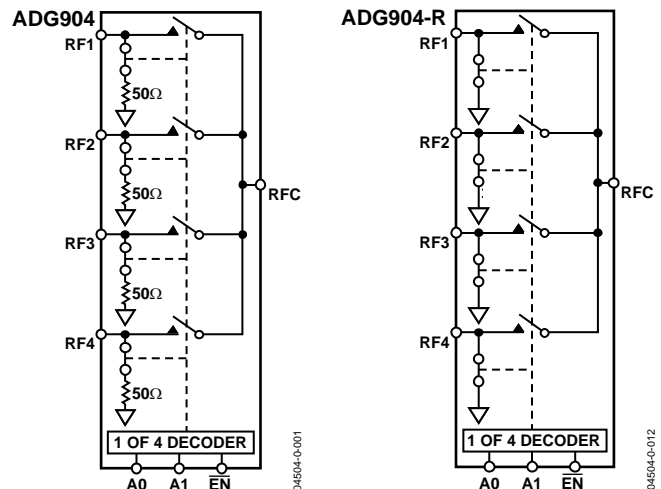 ADG904
RF1
50Ω
RF2
50Ω
RFC
RF3
50Ω
RF4
50Ω
1 OF 4 DECODER
A0 A1 EN
04504-0-001
ADG904-R
RF1
RF2
RFC
RF3
RF4
1 OF 4 DECODER
A0 A1 EN
04504-0-012